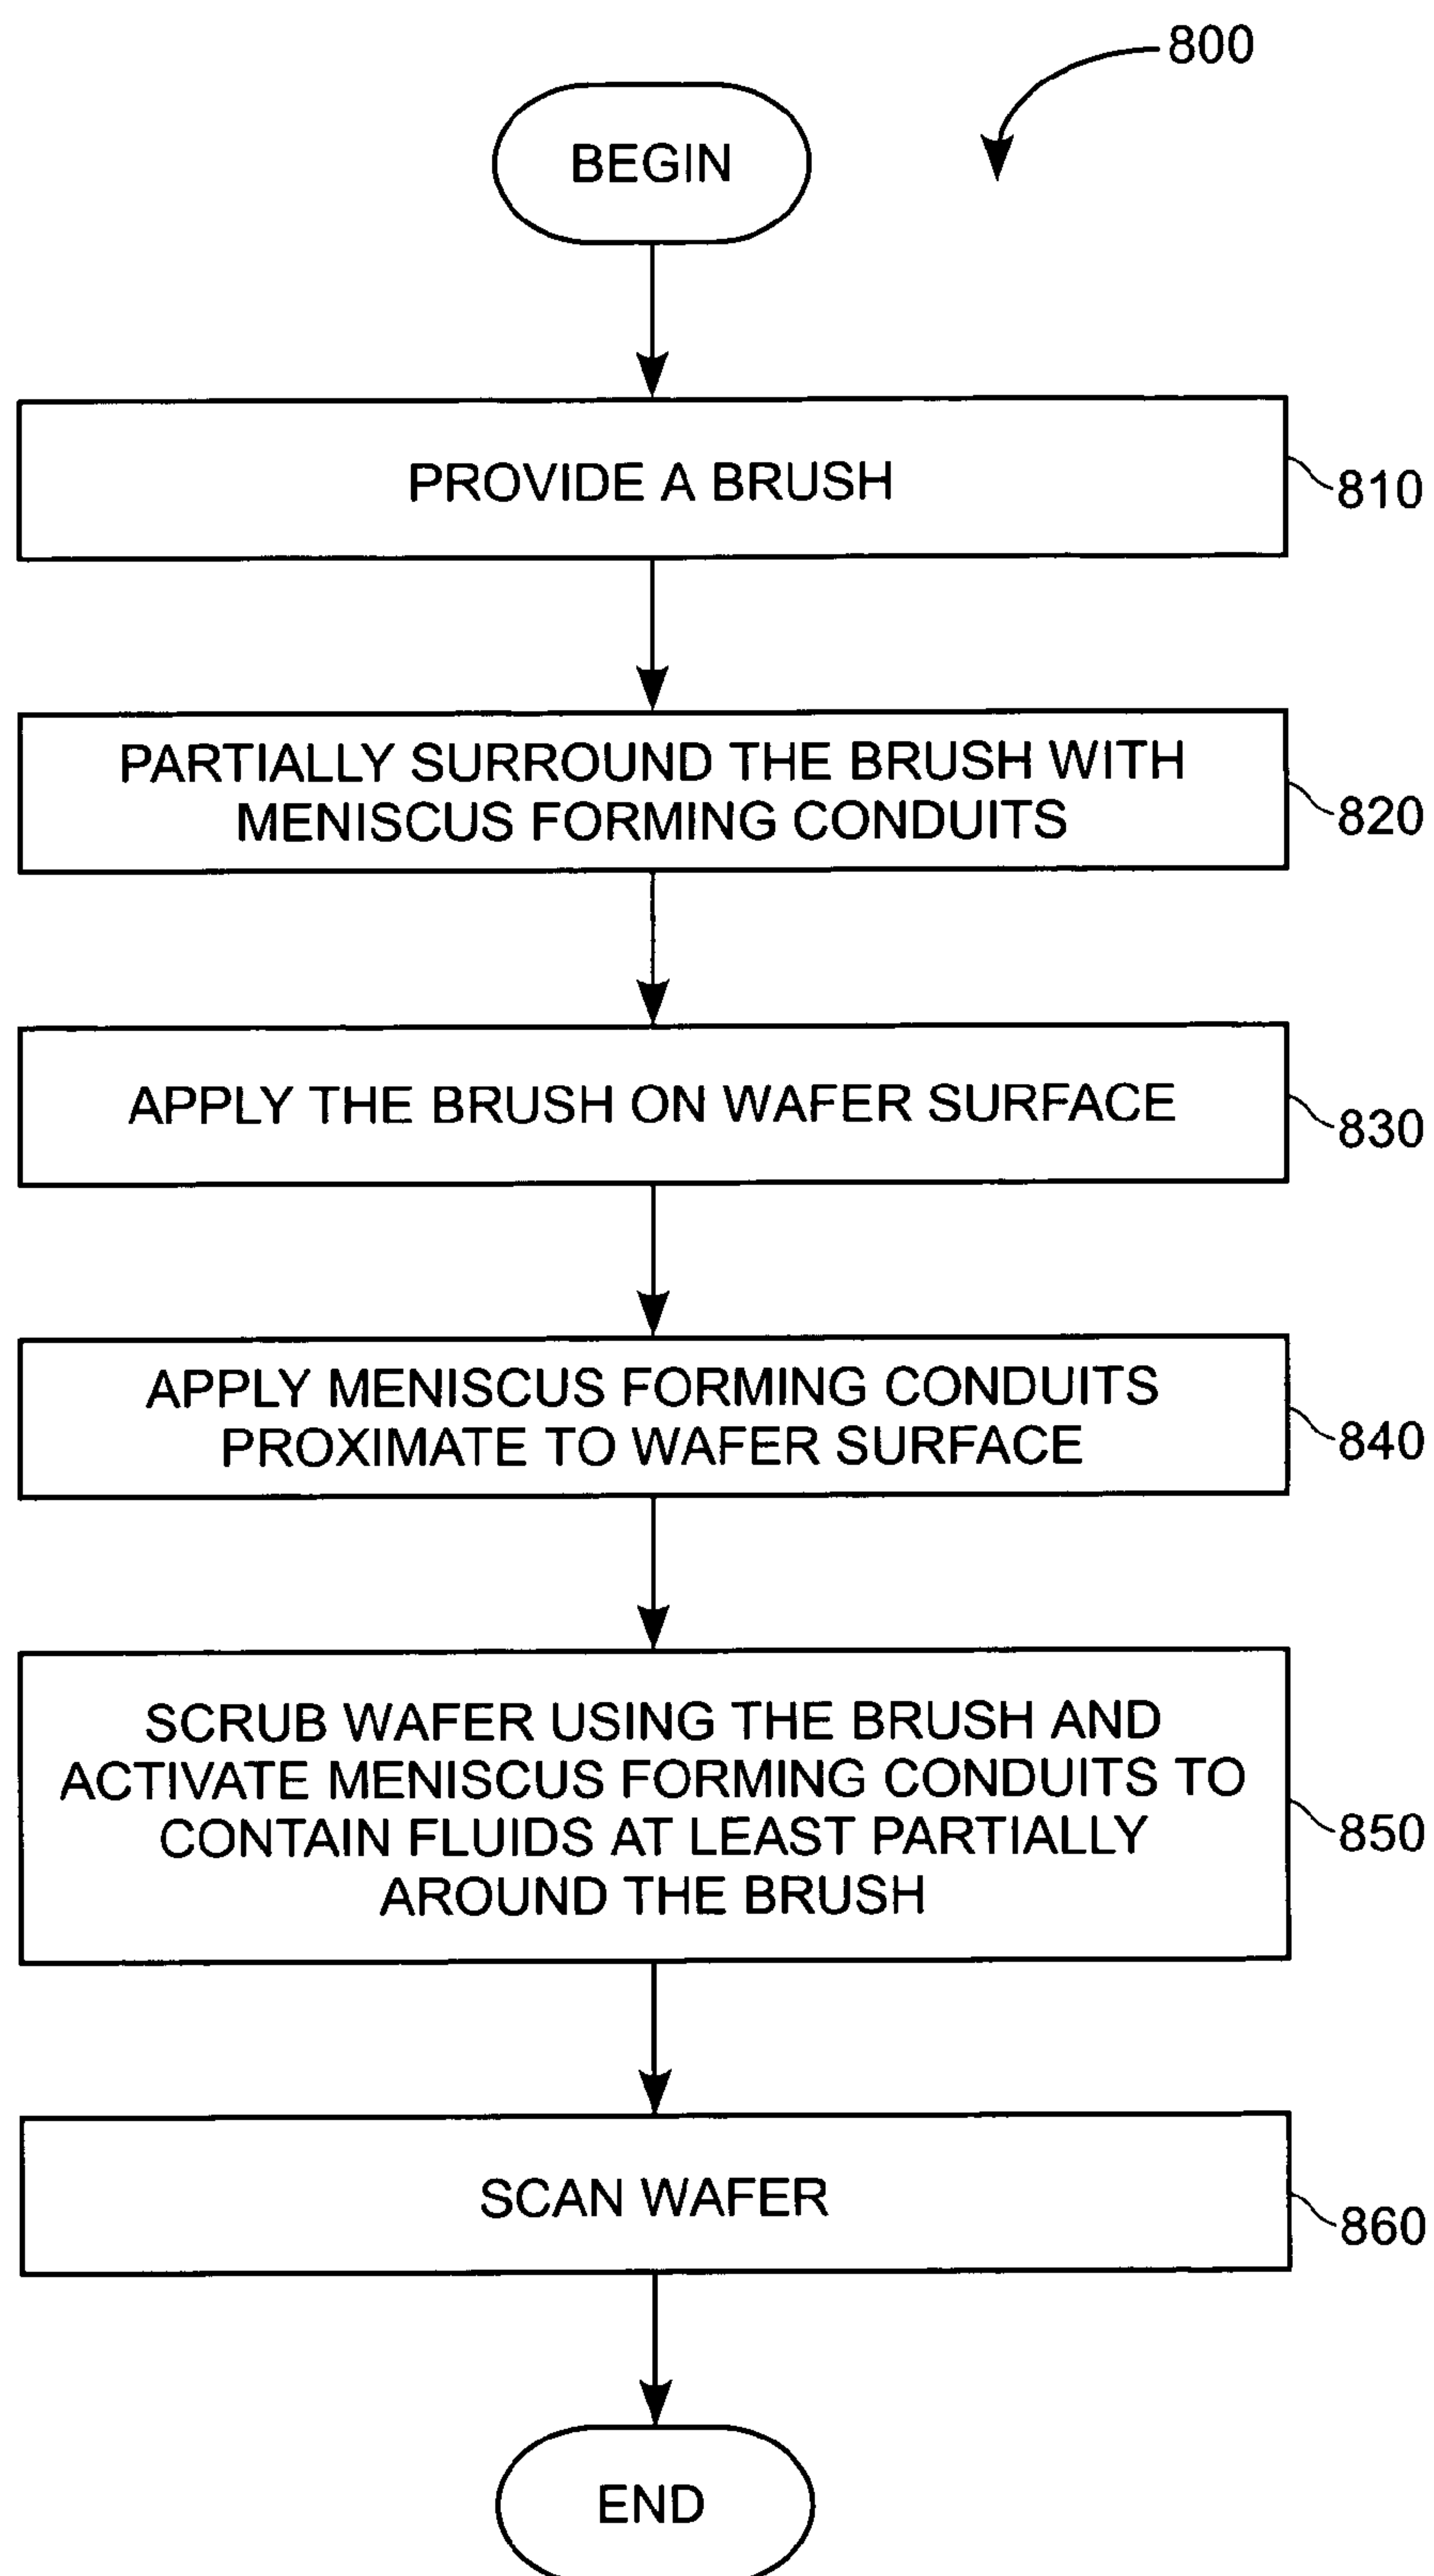 800
BEGIN
PROVIDE A BRUSH
810
PARTIALLY SURROUND THE BRUSH WITH
MENISCUS FORMING CONDUITS
820
APPLY THE BRUSH ON WAFER SURFACE
830
APPLY MENISCUS FORMING CONDUITS
PROXIMATE TO WAFER SURFACE
840
SCRUB WAFER USING THE BRUSH AND
ACTIVATE MENISCUS FORMING CONDUITS TO
CONTAIN FLUIDS AT LEAST PARTIALLY
AROUND THE BRUSH
850
SCAN WAFER
860
END